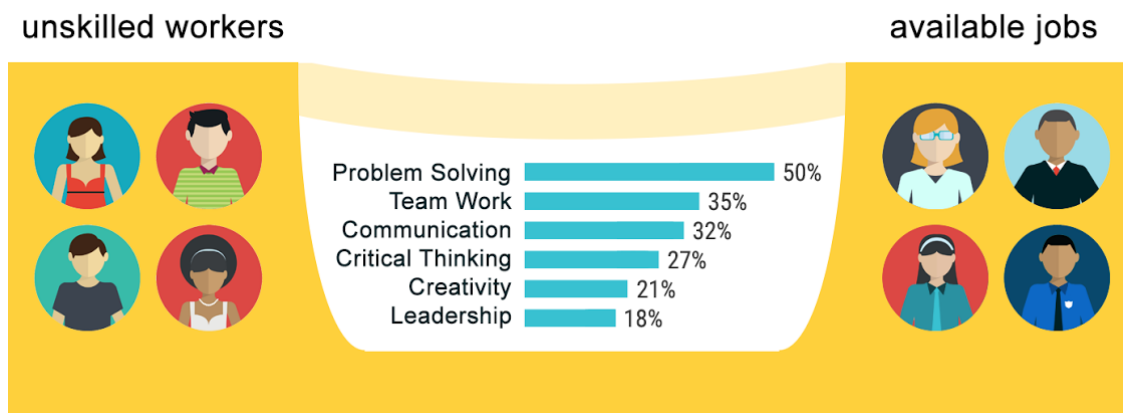 unskilled workers
available jobs
Problem Solving 50%
Team Work 35%
Communication 32%
Critical Thinking 27%
Creativity 21%
Leadership 18%